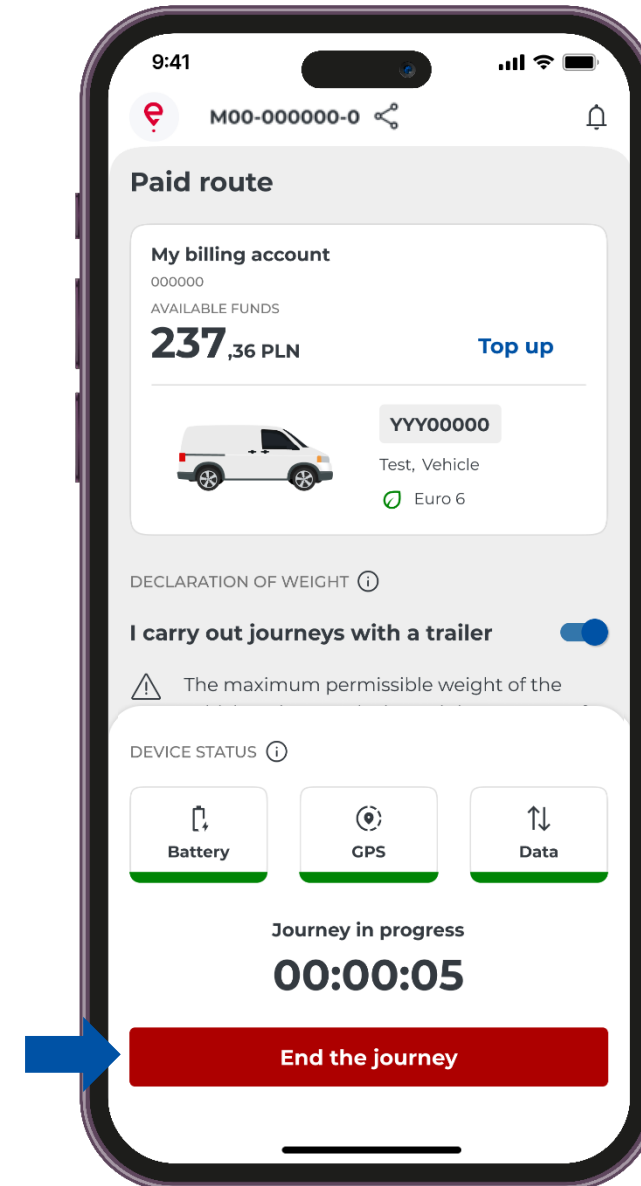 9:41
M00-000000-0
Paid route
My billing account
000000
AVAILABLE FUNDS
237,36 PLN
Top up
YYY00000
Test, Vehicle
Euro 6
DECLARATION OF WEIGHT
I carry out journeys with a trailer
The maximum permissible weight of the
DEVICE STATUS
Battery
GPS
Data
Journey in progress
00:00:05
End the journey